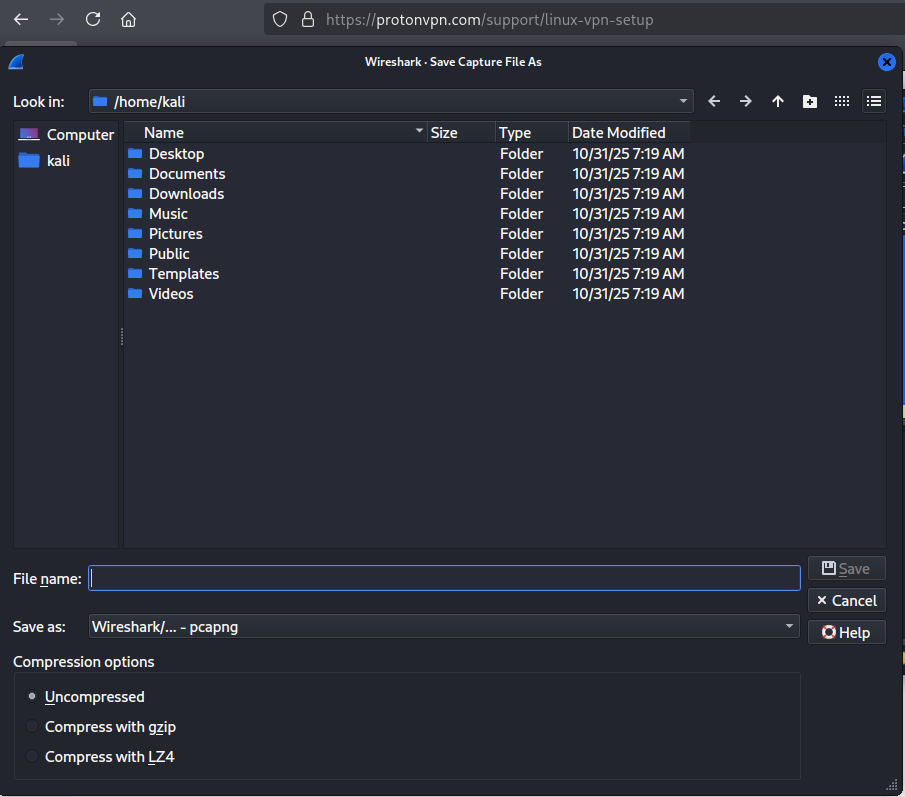 https://protonvpn.com/support/linux-vpn-setup
Wireshark · Save Capture File As
Look in: /home/kali
Computer
kali
Name Size Type Date Modified
Desktop Folder 10/31/25 7:19 AM
Documents Folder 10/31/25 7:19 AM
Downloads Folder 10/31/25 7:19 AM
Music Folder 10/31/25 7:19 AM
Pictures Folder 10/31/25 7:19 AM
Public Folder 10/31/25 7:19 AM
Templates Folder 10/31/25 7:19 AM
Videos Folder 10/31/25 7:19 AM
File name: Save
Cancel
Save as: Wireshark/... - pcapng Help
Compression options
Uncompressed
Compress with gzip
Compress with LZ4